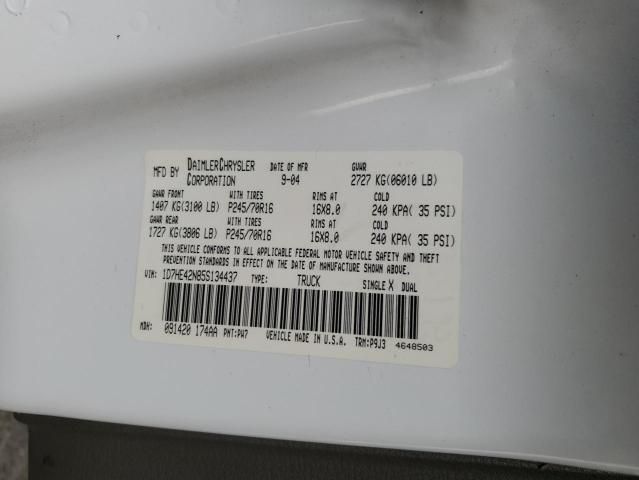 MFD BY DAIMLERCHRYSLER CORPORATION DATE OF MFR 9-04 GVWR 2727 KG(06010 LB)
GAWR FRONT WITH TIRES RIMS AT COLD
1407 KG(3100 LB) P245/70R16 16X8.0 240 KPA( 35 PSI)
GAWR REAR WITH TIRES RIMS AT COLD
1727 KG(3806 LB) P245/70R16 16X8.0 240 KPA( 35 PSI)
THIS VEHICLE CONFORMS TO ALL APPLICABLE FEDERAL MOTOR VEHICLE SAFETY AND THEFT
PREVENTION STANDARDS IN EFFECT ON THE DATE OF MANUFACTURE SHOWN ABOVE.
VIN: 1D7HE42N85S134437 TYPE: TRUCK SINGLE X DUAL
MDH: 091420 174AA PNT:PW7 VEHICLE MADE IN U.S.A. TRM:P9J3 4648503